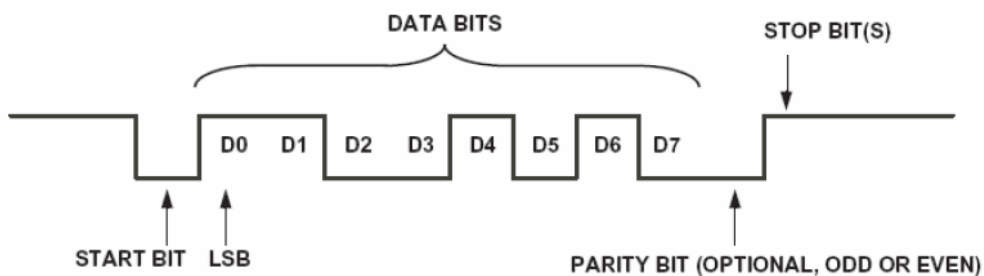 DATA BITS
STOP BIT(S)
D0 D1 D2 D3 D4 D5 D6 D7
START BIT LSB
PARITY BIT (OPTIONAL, ODD OR EVEN)